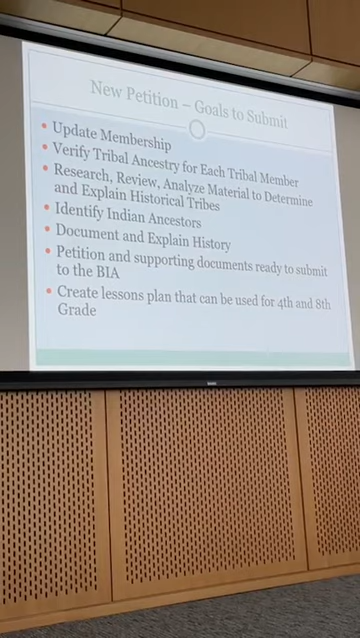 New Petition – Goals to Submit
• Update Membership
• Verify Tribal Ancestry for Each Tribal Member
• Research, Review, Analyze Material to Determine
and Explain Historical Tribes
• Identify Indian Ancestors
• Document and Explain History
• Petition and supporting documents ready to submit
to the BIA
• Create lessons plan that can be used for 4th and 8th
Grade